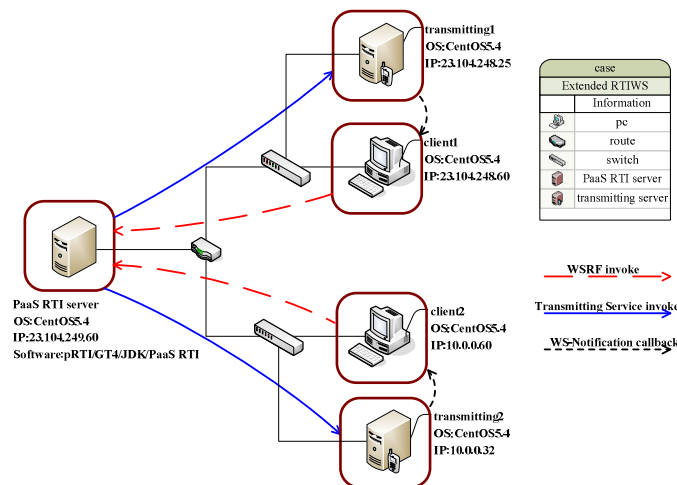 transmitting1
OS:CentOS5.4
IP:23.104.248.25
client1
OS:CentOS5.4
IP:23.104.248.60
PaaS RTI server
OS:CentOS5.4
IP:23.104.249.60
Software:pRTI/GT4/JDK/PaaS RTI
client2
OS:CentOS5.4
IP:10.0.0.60
transmitting2
OS:CentOS5.4
IP:10.0.0.32
case
Extended RTIWS
Information
pc
route
switch
PaaS RTI server
transmitting server
WSRF invoke
Transmitting Service invoke
WS-Notification callback